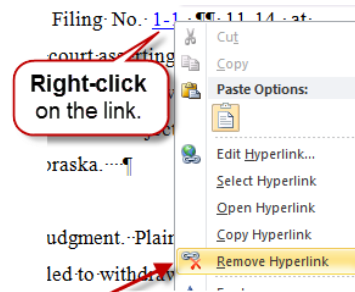 Filing No. 1-1 ¶¶ 11, 14, at
court asserting
Right-click
on the link.
braska. ¶
udgment. Plain
led to withdraw
Cut
Copy
Paste Options:
Edit Hyperlink...
Select Hyperlink
Open Hyperlink
Copy Hyperlink
Remove Hyperlink